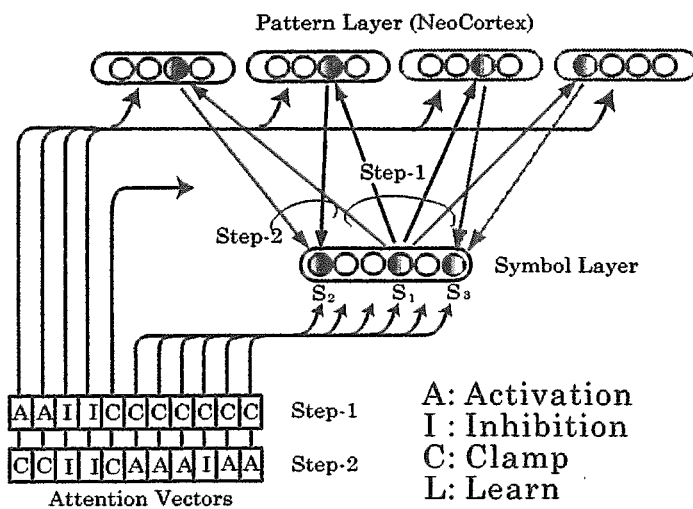 Pattern Layer (NeoCortex)
Step-1
Step-2
Symbol Layer
S₂ S₁ S₃
A A I I C C C C C C C Step-1
C C I I C A A A I A A Step-2
Attention Vectors
A: Activation
I : Inhibition
C: Clamp
L: Learn